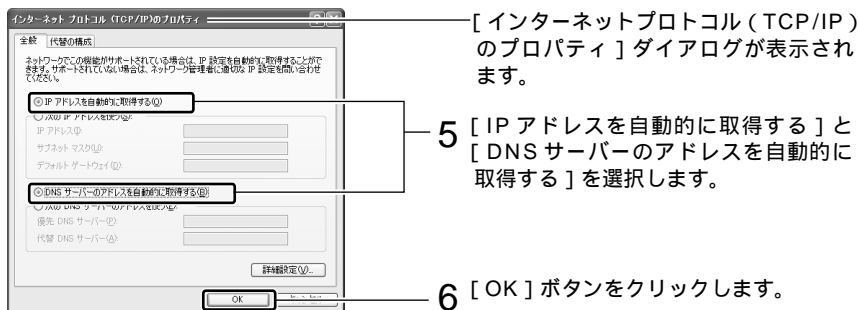 インターネット プロトコル (TCP/IP)のプロパティ
全般
代替の構成
ネットワークでこの機能がサポートされている場合は、IP 設定を自動的に取得することがで
きます。サポートされていない場合は、ネットワーク管理者に適切な IP 設定を問い合わせ
てください。
IP アドレスを自動的に取得する(O)
次の IP アドレスを使う(S):
IP アドレス(I):
サブネット マスク(U):
デフォルト ゲートウェイ(D):
DNS サーバーのアドレスを自動的に取得する(B)
次の DNS サーバーのアドレスを使う(E):
優先 DNS サーバー(P):
代替 DNS サーバー(A):
詳細設定(V)...
OK
[インターネットプロトコル(TCP/IP)
のプロパティ]ダイアログが表示され
ます。
5 [IP アドレスを自動的に取得する]と
[DNS サーバーのアドレスを自動的に
取得する]を選択します。
6 [OK]ボタンをクリックします。